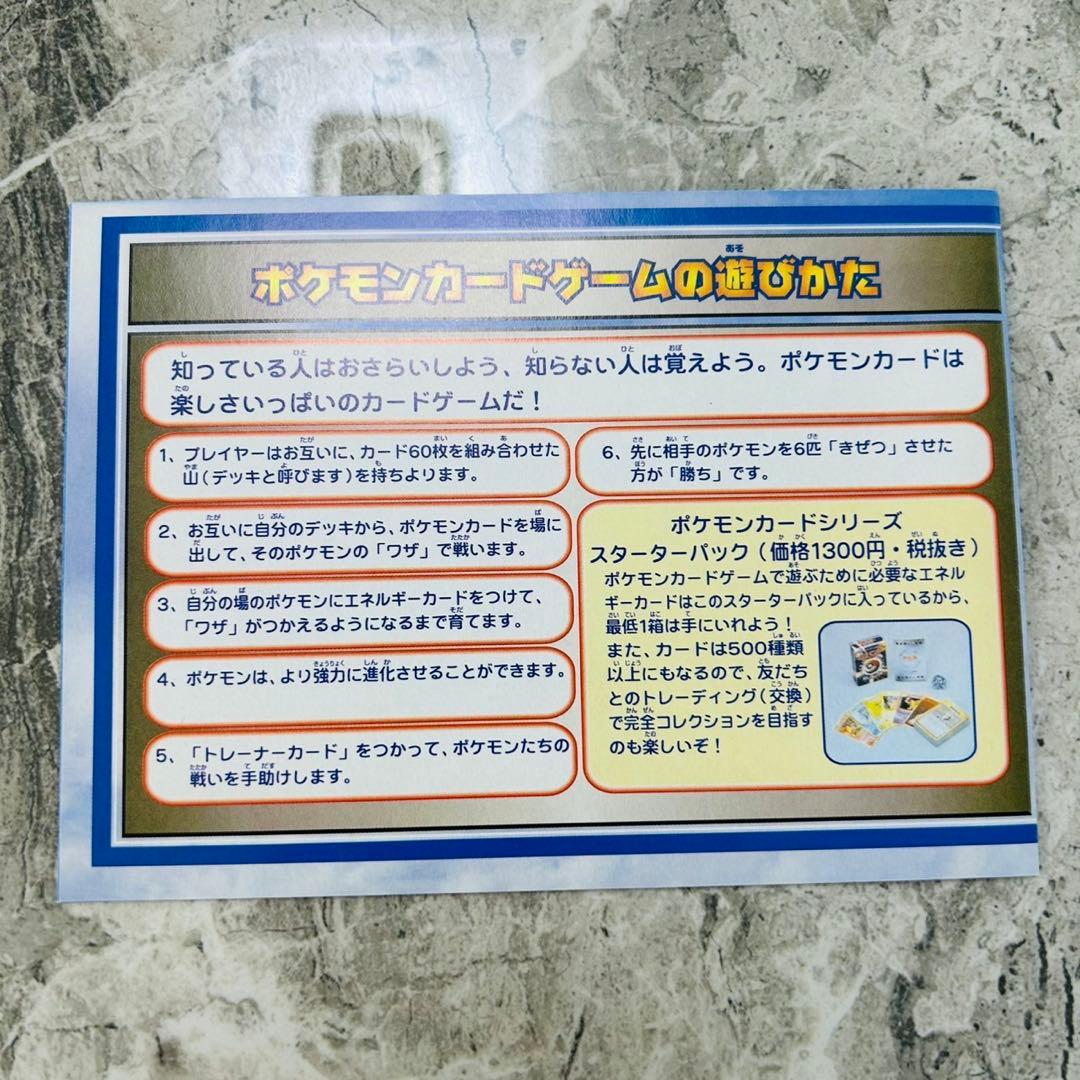 ポケモンカードゲームの遊びかた
知っている人はおさらいしよう、知らない人は覚えよう。ポケモンカードは
楽しさいっぱいのカードゲームだ！
1、プレイヤーはお互いに、カード60枚を組み合わせた
山（デッキと呼びます）を持ちよります。
2、お互いに自分のデッキから、ポケモンカードを場に
出して、そのポケモンの「ワザ」で戦います。
3、自分の場のポケモンにエネルギーカードをつけて、
「ワザ」がつかえるようになるまで育てます。
4、ポケモンは、より強力に進化させることができます。
5、「トレーナーカード」をつかって、ポケモンたちの
戦いを手助けします。
6、先に相手のポケモンを6匹「きぜつ」させた
方が「勝ち」です。
ポケモンカードシリーズ
スターターパック（価格1300円・税抜き）
ポケモンカードゲームで遊ぶために必要なエネル
ギーカードはこのスターターパックに入っているから、
最低1箱は手にいれよう！
また、カードは500種類
以上にもなるので、友だち
とのトレーディング（交換）
で完全コレクションを目指す
のも楽しいぞ！